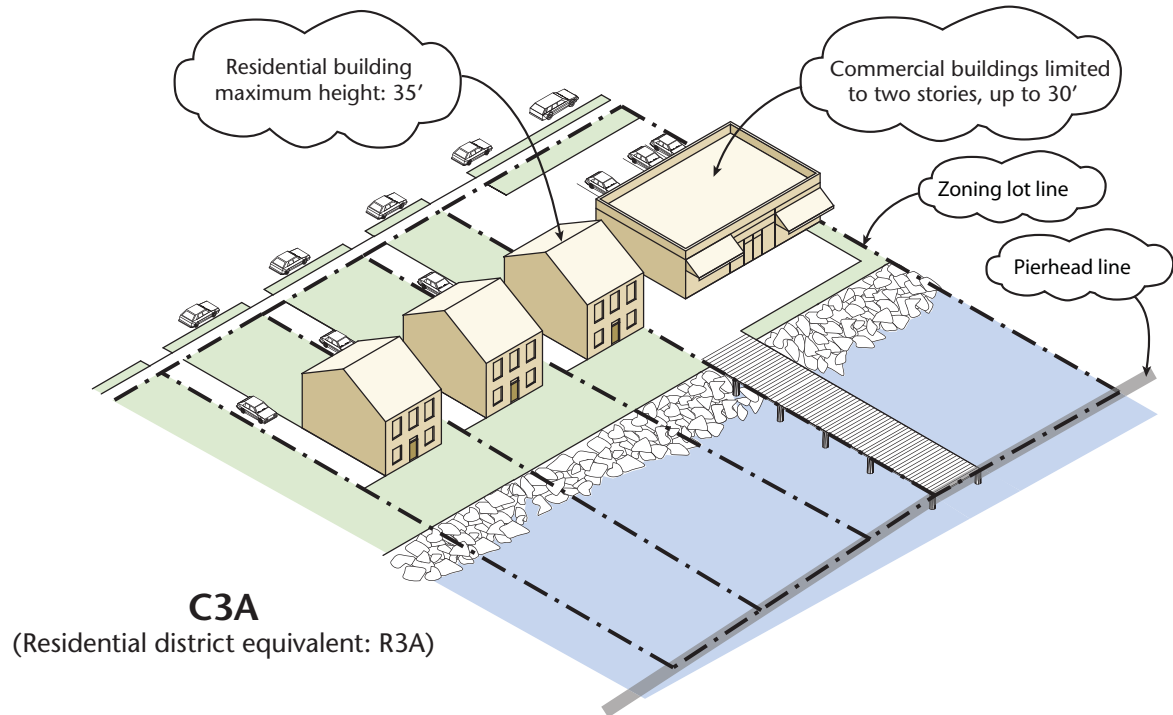 Residential building
maximum height: 35′
Commercial buildings limited
to two stories, up to 30′
Zoning lot line
Pierhead line
C3A
(Residential district equivalent: R3A)